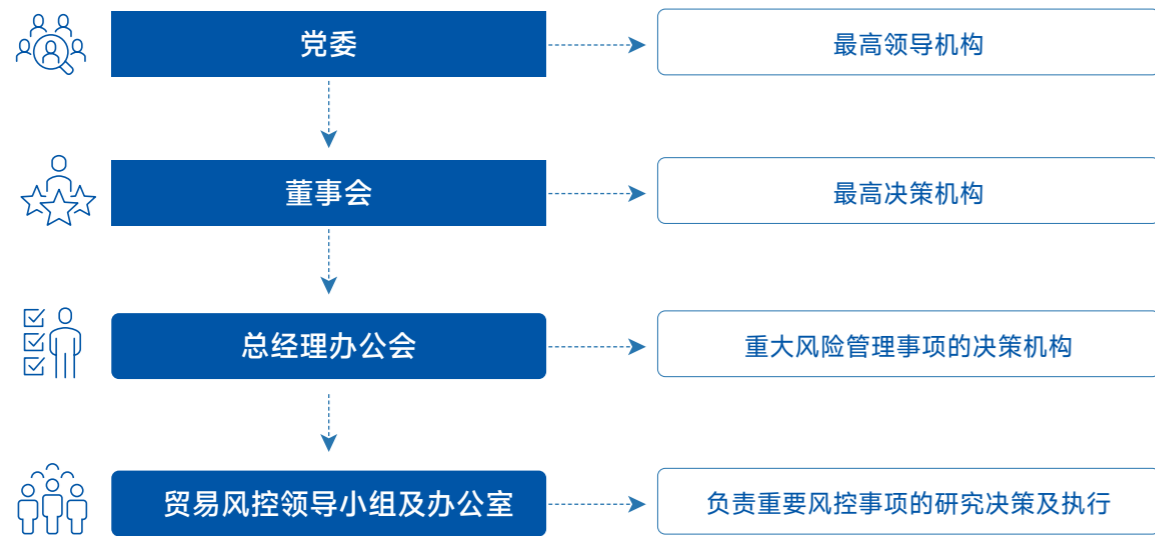 党委
最高领导机构
董事会
最高决策机构
总经理办公会
重大风险管理事项的决策机构
贸易风控领导小组及办公室
负责重要风控事项的研究决策及执行